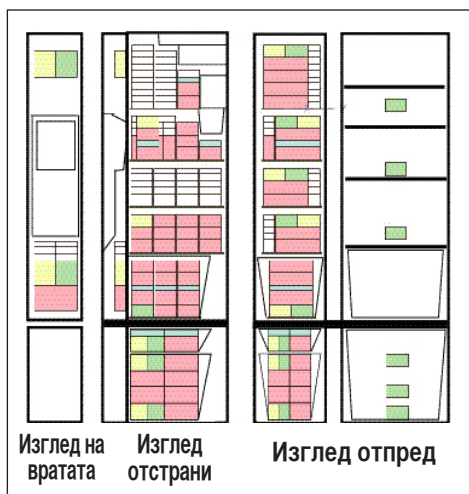 Изглед на
вратата
Изглед
отстрани
Изглед отпред